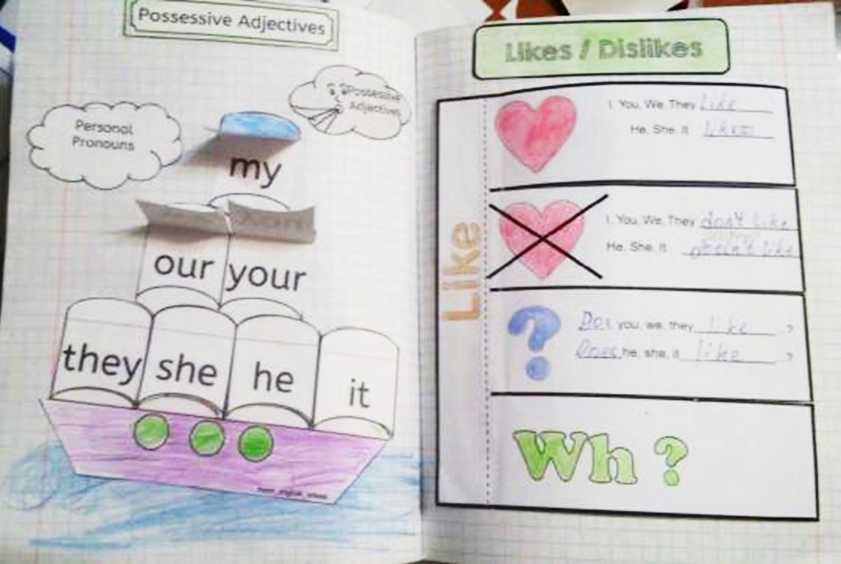 Possessive Adjectives
Personal
Pronouns
Possessive
Adjectives
my
our your
they she he it
Likes / Dislikes
Like
I. You, We, They like
He, She, It likes
I. You, We, They don't like
He, She, It doesn't like
Do I, you, we, they like ?
Does he, she, it like ?
Wh?